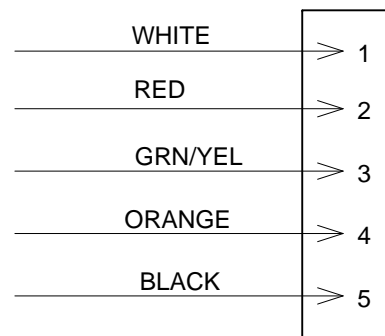 WHITE 1
RED 2
GRN/YEL 3
ORANGE 4
BLACK 5